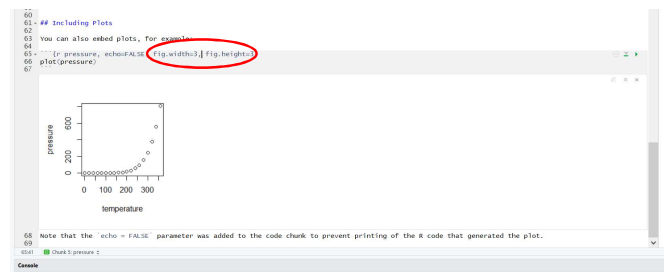 60
61 ## Including Plots
62
63 You can also embed plots, for example:
64
65 ```{r pressure, echo=FALSE, fig.width=3, fig.height=3}
66 plot(pressure)
67 ```
pressure
0 200 600
0 100 200 300
temperature
68 Note that the `echo = FALSE` parameter was added to the code chunk to prevent printing of the R code that generated the plot.
69
65:41 Chunk 5: pressure
Console